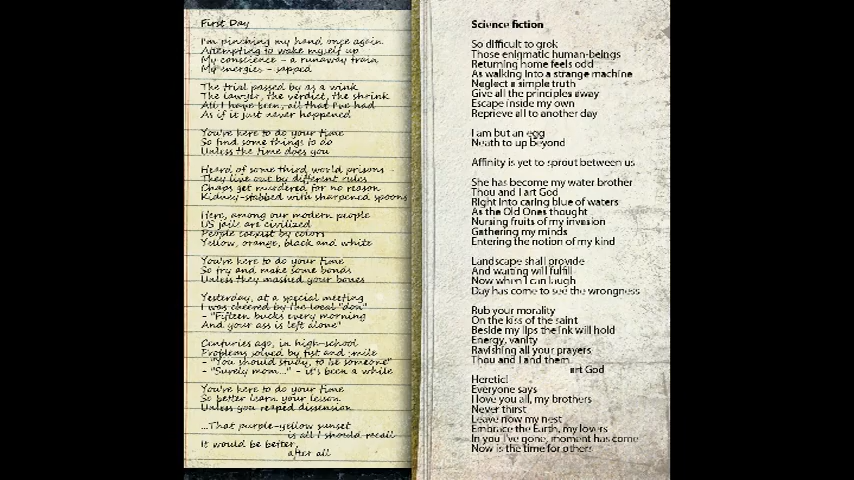 First Day
I'm pinching my hand once again
Attempting to wake myself up
My conscience - a runaway train
My energies - sapped
The trial passed by as a wink
The lawyer, the verdict, the shrink
All I have been, all that I've had
As if it just never happened
You're here to do your time
So find some things to do
Unless the time does you
Heard of some third world prisons -
They live out by different rules
Chaps get murdered for no reason
Kidney-stabbed with sharpened spoons
Here, among our modern people
US jail are civilized
People coexist by colors
Yellow, orange, black and white
You're here to do your time
So try and make some bonds
Unless they mashed your bones
Yesterday, at a special meeting
I was cheered by the local "don"
- "Fifteen bucks every morning
And your ass is left alone"
Centuries ago, in high-school
Problems solved by fist and smile
- "You should study, to be someone"
- "Surely mom..." - it's been a while
You're here to do your time
So better learn your lesson
Unless you reaped dissension
...That purple-yellow sunset
is all I should recall
It would be better,
after all
Science fiction
So difficult to grok
Those enigmatic human-beings
Returning home feels odd
As walking into a strange machine
Neglect a simple truth
Give all the principles away
Escape inside my own
Reprieve all to another day
I am but an egg
Neath to up beyond
Affinity is yet to sprout between us
She has become my water brother
Thou and I art God
Right into caring blue of waters
As the Old Ones thought
Nursing fruits of my invasion
Gathering my minds
Entering the notion of my kind
Landscape shall provide
And waiting will fulfill
Now when I can laugh
Day has come to see the wrongness
Rub your morality
On the kiss of the saint
Beside my lips the ink will hold
Energy, vanity
Ravishing all your prayers
Thou and I and them
art God
Heretic!
Everyone says
I love you all, my brothers
Never thirst
Leave now my nest
Embrace the Earth, my lovers
In you I've gone, moment has come
Now is the time for others